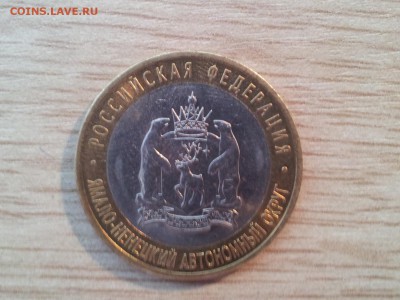 COINS.LAVE.RU
РОССИЙСКАЯ ФЕДЕРАЦИЯ
ЯМАЛО-НЕНЕЦКИЙ АВТОНОМНЫЙ ОКРУГ